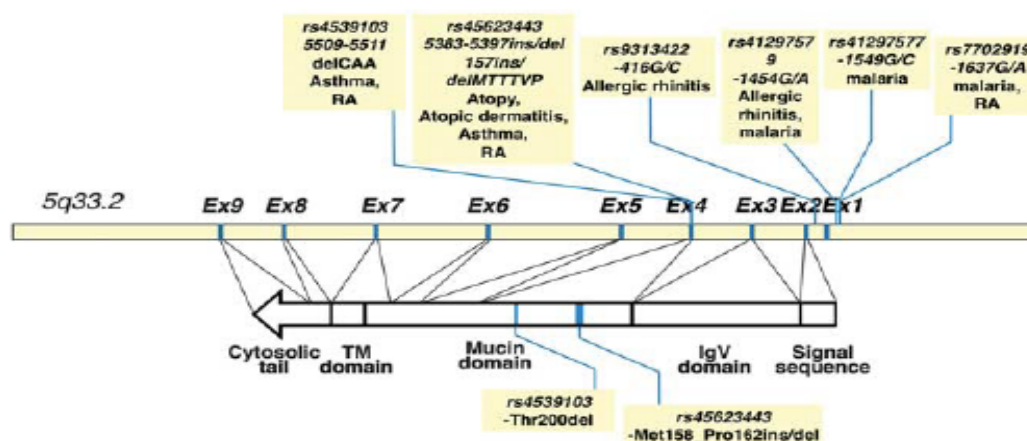 rs4539103
5509-5511
delCAA
Asthma,
RA
rs45623443
5383-5397ins/del
157ins/
delMTTTVP
Atopy,
Atopic dermatitis,
Asthma,
RA
rs9313422
-416G/C
Allergic rhinitis
rs4129757
9
-1454G/A
Allergic
rhinitis,
malaria
rs41297577
-1549G/C
malaria
rs7702919
-1637G/A
malaria,
RA
5q33.2 Ex9 Ex8 Ex7 Ex6 Ex5 Ex4 Ex3 Ex2 Ex1
Cytosolic
tail
TM
domain
Mucin
domain
IgV
domain
Signal
sequence
rs4539103
-Thr200del
rs45623443
-Met158_Pro162ins/del